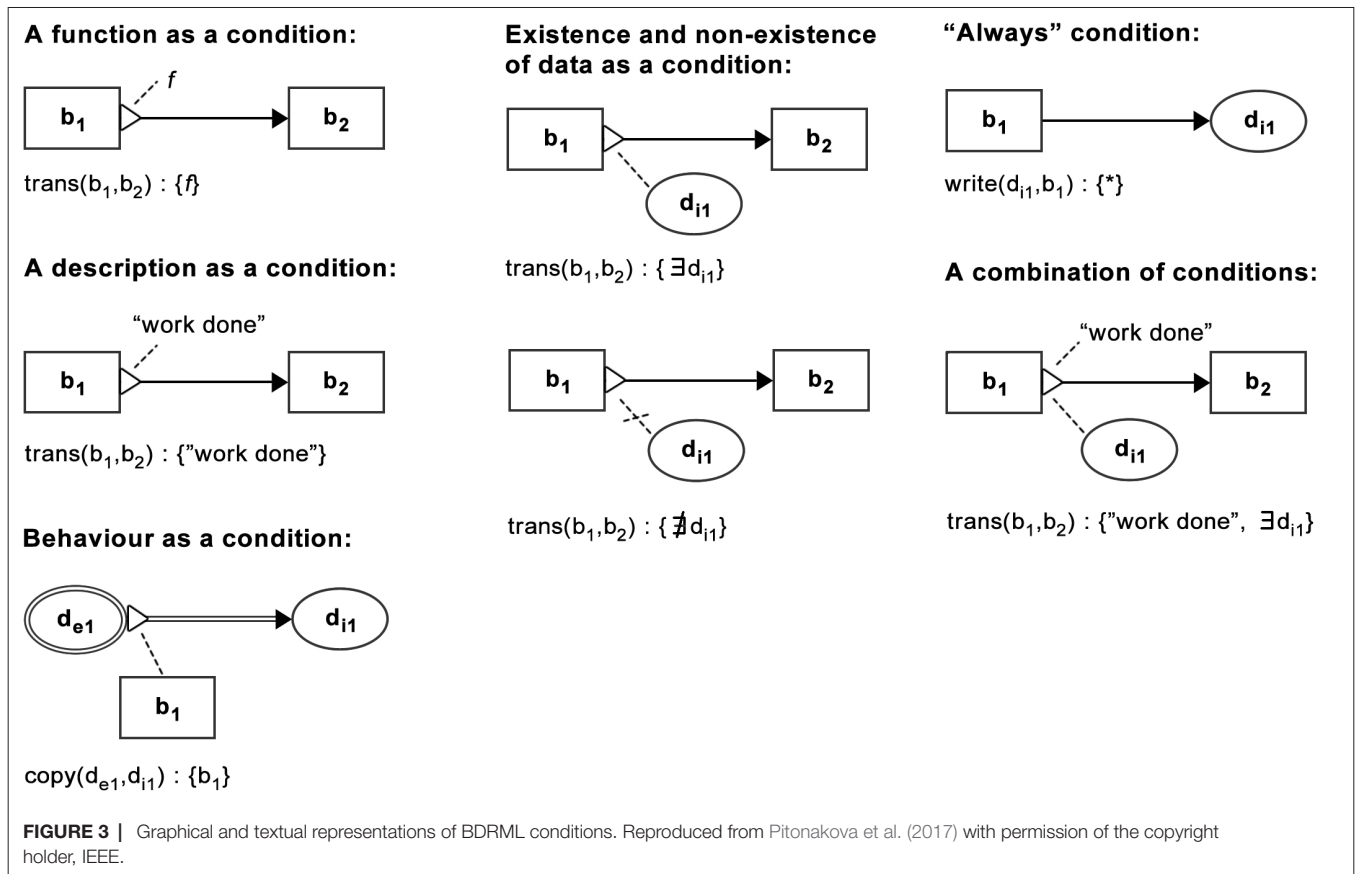 A function as a condition:
f
b1
b2
trans(b1,b2) : {f}
A description as a condition:
“work done”
b1
b2
trans(b1,b2) : {”work done”}
Behaviour as a condition:
de1
di1
b1
copy(de1,di1) : {b1}
Existence and non-existence
of data as a condition:
b1
b2
di1
trans(b1,b2) : { ∃di1}
b1
b2
di1
trans(b1,b2) : { ∄di1}
“Always” condition:
b1
di1
write(di1,b1) : {*}
A combination of conditions:
“work done”
b1
b2
di1
trans(b1,b2) : {”work done”, ∃di1}
FIGURE 3 | Graphical and textual representations of BDRML conditions. Reproduced from Pitonakova et al. (2017) with permission of the copyright
holder, IEEE.